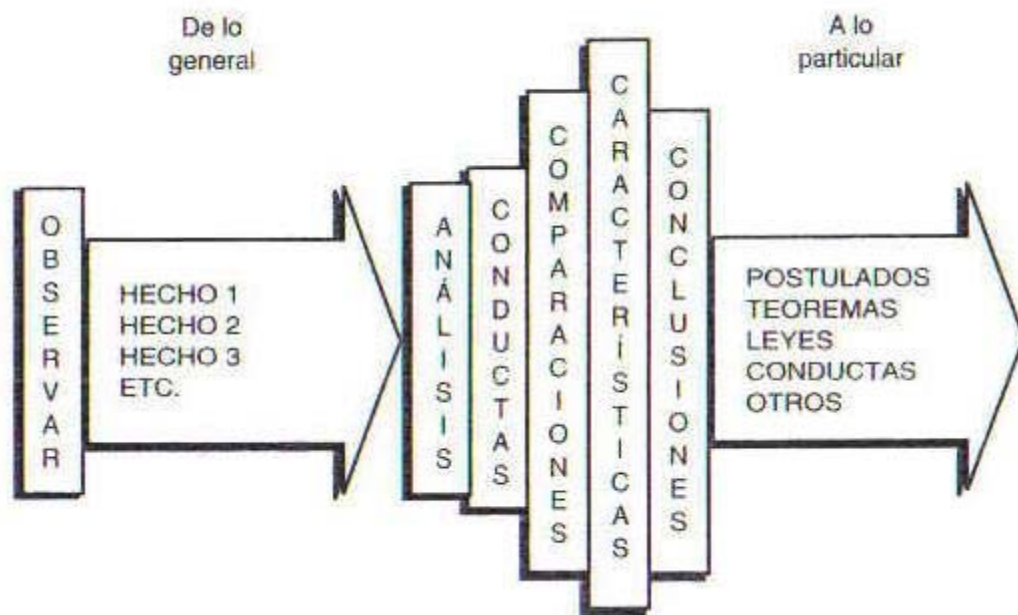 De lo
general
A lo
particular
OBSERVAR
HECHO 1
HECHO 2
HECHO 3
ETC.
ANÁLISIS
CONDUCTAS
COMPARACIONES
CARACTERÍSTICAS
CONCLUSIONES
POSTULADOS
TEOREMAS
LEYES
CONDUCTAS
OTROS